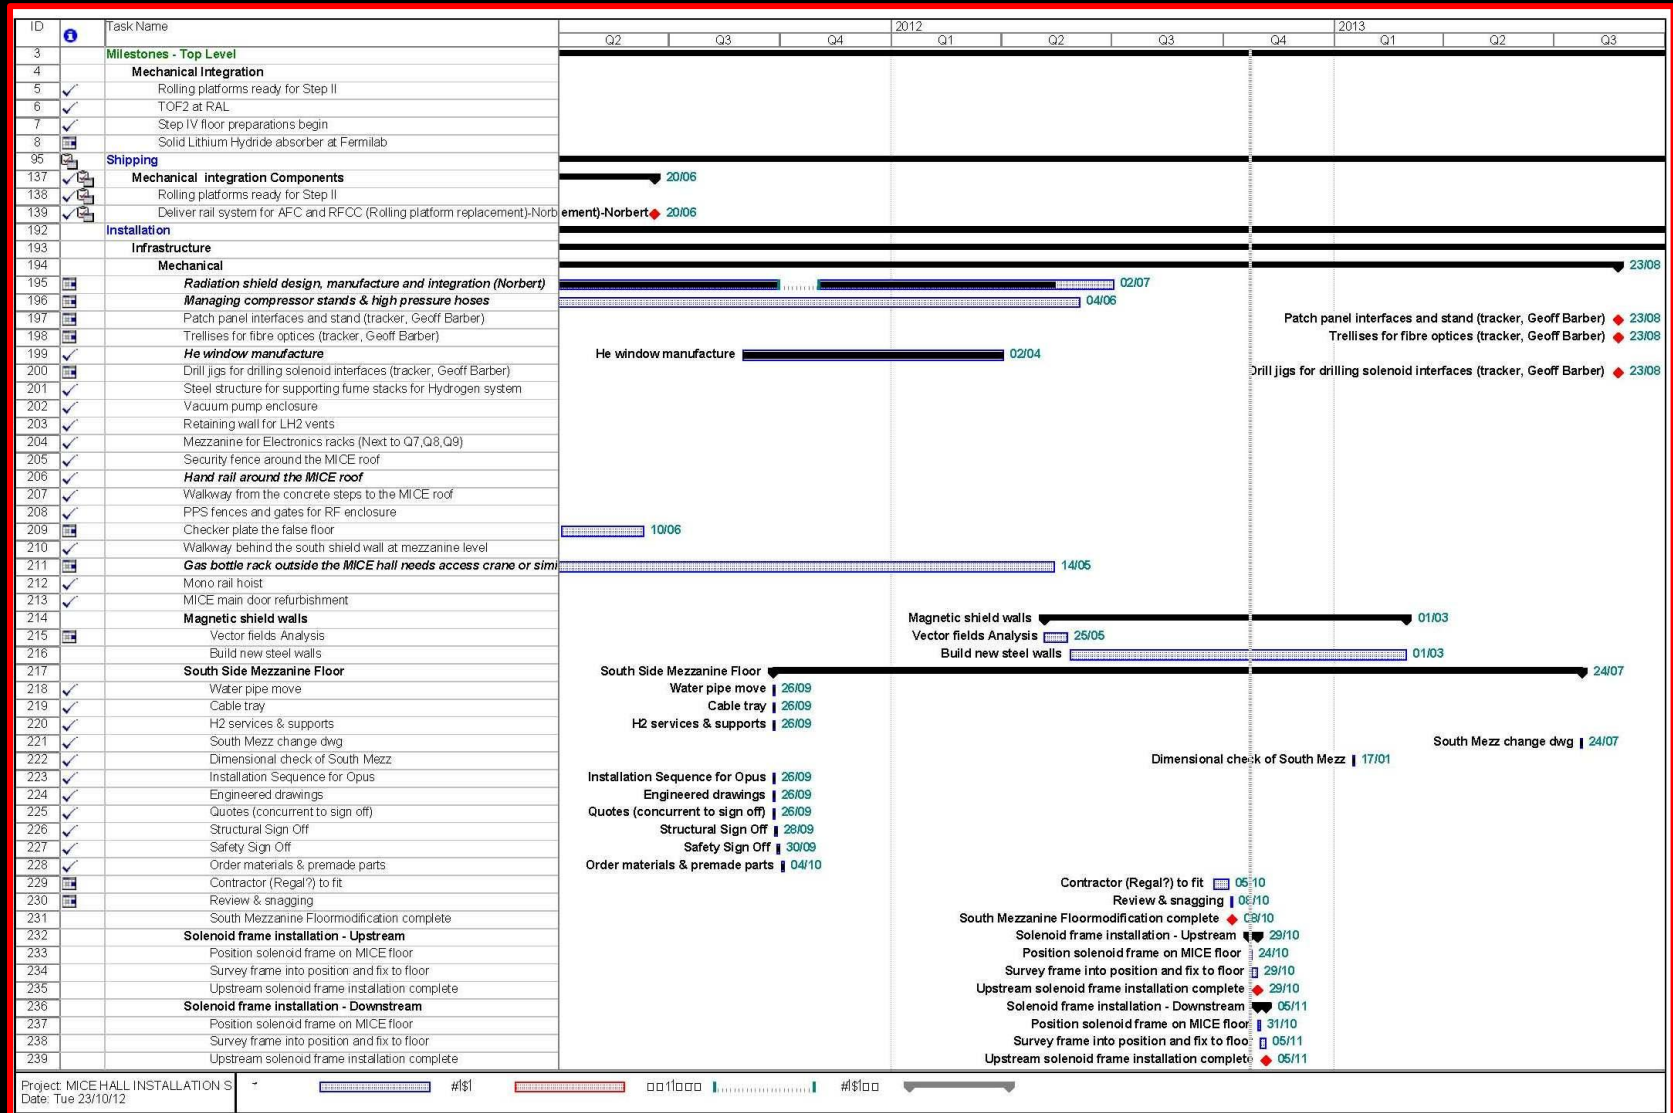 ID Task Name 2012 2013
Q2 Q3 Q4 Q1 Q2 Q3 Q4 Q1 Q2 Q3
3 Milestones - Top Level
4 Mechanical Integration
5 Rolling platforms ready for Step II
6 TOF2 at RAL
7 Step IV floor preparations begin
8 Solid Lithium Hydride absorber at Fermilab
95 Shipping
137 Mechanical integration Components 20/06
138 Rolling platforms ready for Step II
139 Deliver rail system for AFC and RFCC (Rolling platform replacement)-Norb ement)-Norbert 20/06
192 Installation
193 Infrastructure
194 Mechanical 23/08
195 Radiation shield design, manufacture and integration (Norbert) 02/07
196 Managing compressor stands & high pressure hoses 04/06
197 Patch panel interfaces and stand (tracker, Geoff Barber) Patch panel interfaces and stand (tracker, Geoff Barber) 23/08
198 Trellises for fibre optices (tracker, Geoff Barber) Trellises for fibre optices (tracker, Geoff Barber) 23/08
199 He window manufacture He window manufacture 02/04
200 Drill jigs for drilling solenoid interfaces (tracker, Geoff Barber) Drill jigs for drilling solenoid interfaces (tracker, Geoff Barber) 23/08
201 Steel structure for supporting fume stacks for Hydrogen system
202 Vacuum pump enclosure
203 Retaining wall for LH2 vents
204 Mezzanine for Electronics racks (Next to Q7,Q8,Q9)
205 Security fence around the MICE roof
206 Hand rail around the MICE roof
207 Walkway from the concrete steps to the MICE roof
208 PPS fences and gates for RF enclosure
209 Checker plate the false floor 10/06
210 Walkway behind the south shield wall at mezzanine level
211 Gas bottle rack outside the MICE hall needs access crane or simi 14/05
212 Mono rail hoist
213 MICE main door refurbishment
214 Magnetic shield walls Magnetic shield walls 01/03
215 Vector fields Analysis Vector fields Analysis 25/05
216 Build new steel walls Build new steel walls 01/03
217 South Side Mezzanine Floor South Side Mezzanine Floor 24/07
218 Water pipe move Water pipe move 26/09
219 Cable tray Cable tray 26/09
220 H2 services & supports H2 services & supports 26/09
221 South Mezz change dwg South Mezz change dwg 24/07
222 Dimensional check of South Mezz Dimensional check of South Mezz 17/01
223 Installation Sequence for Opus Installation Sequence for Opus 26/09
224 Engineered drawings Engineered drawings 26/09
225 Quotes (concurrent to sign off) Quotes (concurrent to sign off) 26/09
226 Structural Sign Off Structural Sign Off 28/09
227 Safety Sign Off Safety Sign Off 30/09
228 Order materials & premade parts Order materials & premade parts 04/10
229 Contractor (Regal?) to fit Contractor (Regal?) to fit 05/10
230 Review & snagging Review & snagging 08/10
231 South Mezzanine Floormodification complete South Mezzanine Floormodification complete 08/10
232 Solenoid frame installation - Upstream Solenoid frame installation - Upstream 29/10
233 Position solenoid frame on MICE floor Position solenoid frame on MICE floor 24/10
234 Survey frame into position and fix to floor Survey frame into position and fix to floor 29/10
235 Upstream solenoid frame installation complete Upstream solenoid frame installation complete 29/10
236 Solenoid frame installation - Downstream Solenoid frame installation - Downstream 05/11
237 Position solenoid frame on MICE floor Position solenoid frame on MICE floor 31/10
238 Survey frame into position and fix to floor Survey frame into position and fix to floo 05/11
239 Upstream solenoid frame installation complete Upstream solenoid frame installation complete 05/11
Project: MICE HALL INSTALLATION S
Date: Tue 23/10/12